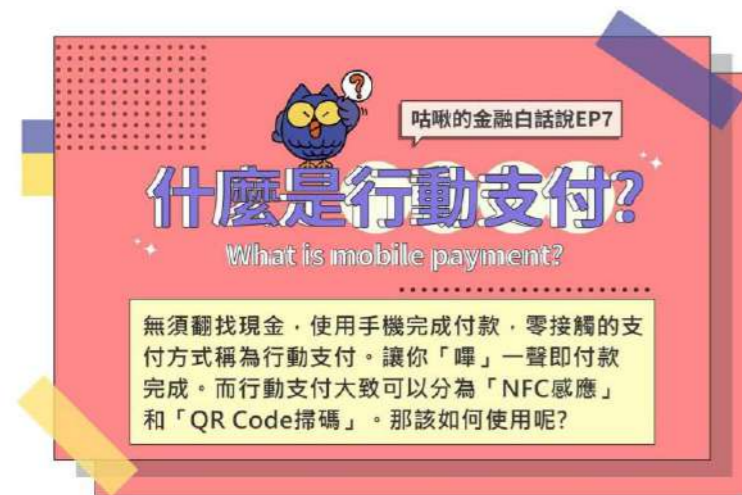 ?
咕啾的金融白話說EP7
什麼是行動支付?
What is mobile payment?
無須翻找現金，使用手機完成付款，零接觸的支
付方式稱為行動支付。讓你「嗶」一聲即付款
完成。而行動支付大致可以分為「NFC感應」
和「QR Code掃碼」。那該如何使用呢?